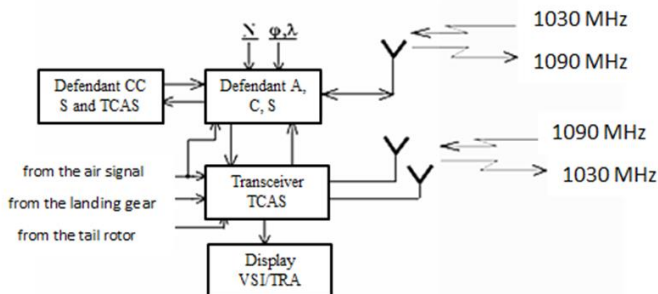 1030 MHz
N φ,λ
1090 MHz
Defendant CC
S and TCAS
Defendant A,
C, S
1090 MHz
1030 MHz
from the air signal
from the landing gear
from the tail rotor
Transceiver
TCAS
Display
VSI/TRA